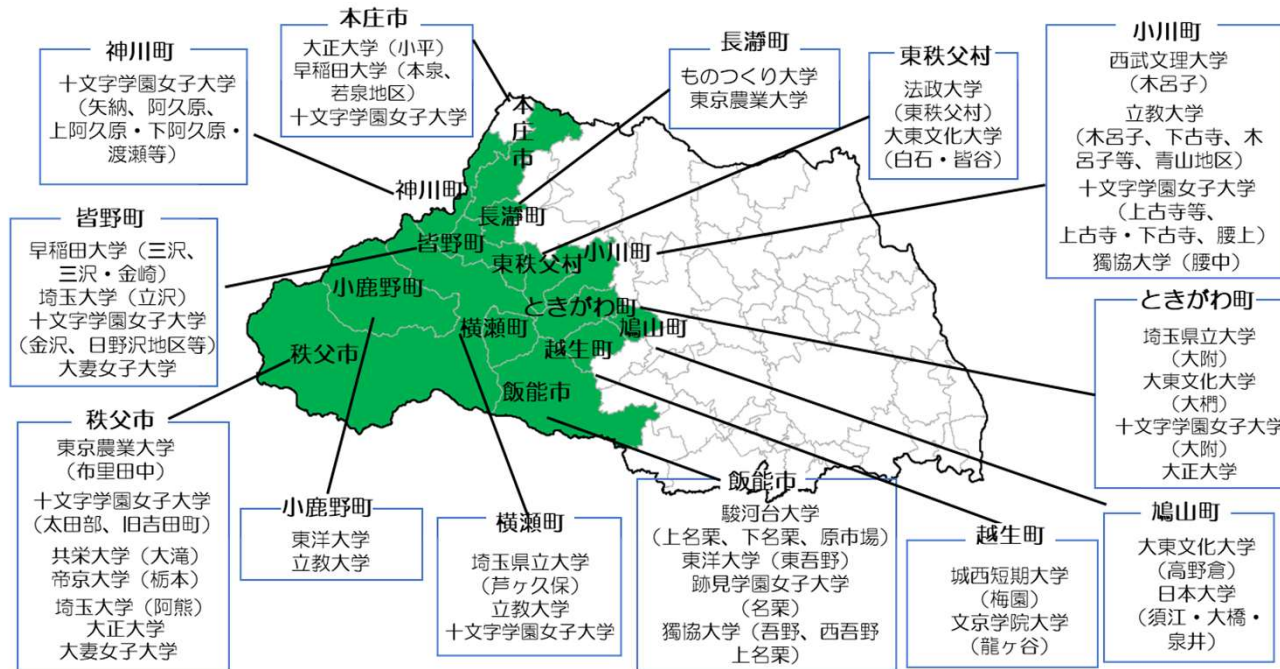 神川町
十文字学園女子大学
(矢納、阿久原、
上阿久原・下阿久原・
渡瀬等)
本庄市
大正大学（小平）
早稲田大学（本泉、
若泉地区）
十文字学園女子大学
長瀞町
ものつくり大学
東京農業大学
東秩父村
法政大学
(東秩父村)
大東文化大学
(白石・皆谷)
小川町
西武文理大学
(木呂子)
立教大学
(木呂子、下古寺、木
呂子等、青山地区)
十文字学園女子大学
(上古寺等、
上古寺・下古寺、腰上)
獨協大学（腰中）
皆野町
早稲田大学（三沢、
三沢・金崎)
埼玉大学（立沢）
十文字学園女子大学
(金沢、日野沢地区等)
大妻女子大学
本庄市
神川町
長瀞町
皆野町
東秩父村
小川町
小鹿野町
ときがわ町
横瀬町
鳩山町
越生町
秩父市
飯能市
ときがわ町
埼玉県立大学
(大附)
大東文化大学
(大椚)
十文字学園女子大学
(大附)
大正大学
秩父市
東京農業大学
(布里田中)
十文字学園女子大学
(太田部、旧吉田町)
共栄大学（大滝）
帝京大学（栃本）
埼玉大学（阿熊）
大正大学
大妻女子大学
小鹿野町
東洋大学
立教大学
横瀬町
埼玉県立大学
(芦ヶ久保)
立教大学
十文字学園女子大学
飯能市
駿河台大学
(上名栗、下名栗、原市場)
東洋大学（東吾野）
跡見学園女子大学
(名栗)
獨協大学（吾野、西吾野
上名栗)
越生町
城西短期大学
(梅園)
文京学院大学
(龍ヶ谷)
鳩山町
大東文化大学
(高野倉)
日本大学
(須江・大橋・
泉井)